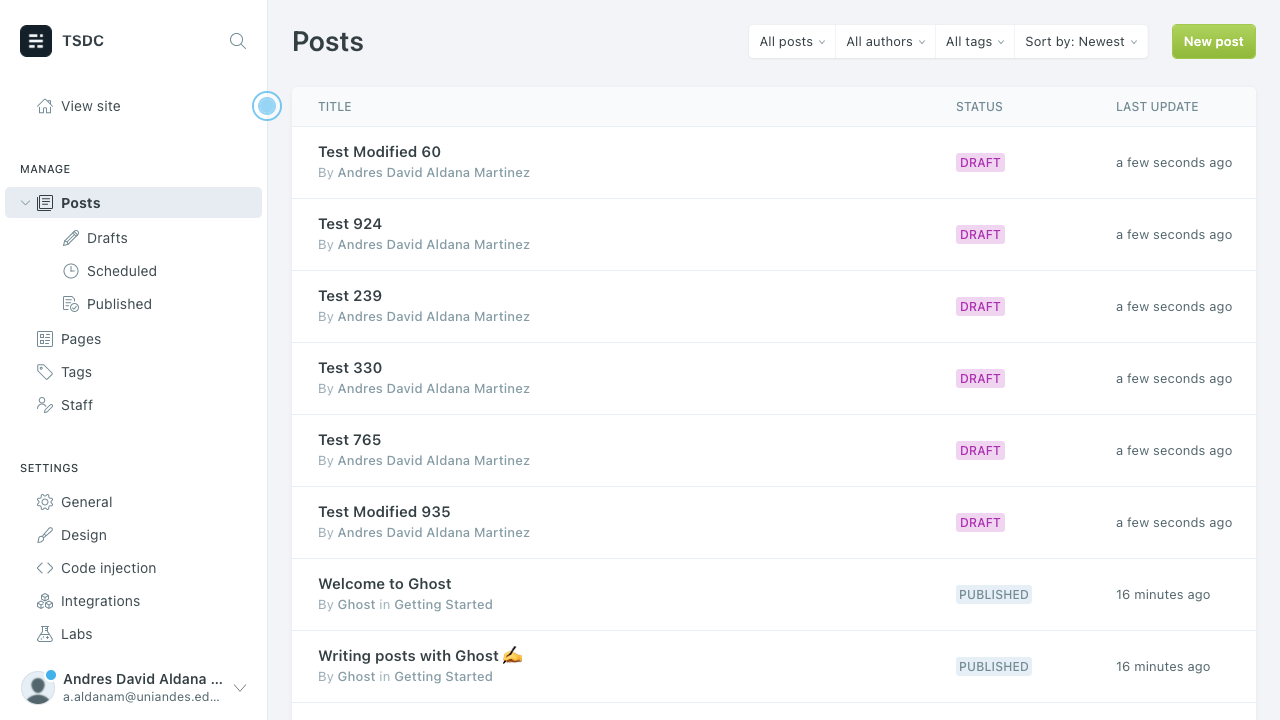 TSDC
View site
MANAGE
Posts
Drafts
Scheduled
Published
Pages
Tags
Staff
SETTINGS
General
Design
Code injection
Integrations
Labs
Andres David Aldana ...
a.aldanam@uniandes.ed...
Posts
All posts
All authors
All tags
Sort by: Newest
New post
TITLE STATUS LAST UPDATE
Test Modified 60
By Andres David Aldana Martinez
DRAFT
a few seconds ago
Test 924
By Andres David Aldana Martinez
DRAFT
a few seconds ago
Test 239
By Andres David Aldana Martinez
DRAFT
a few seconds ago
Test 330
By Andres David Aldana Martinez
DRAFT
a few seconds ago
Test 765
By Andres David Aldana Martinez
DRAFT
a few seconds ago
Test Modified 935
By Andres David Aldana Martinez
DRAFT
a few seconds ago
Welcome to Ghost
By Ghost in Getting Started
PUBLISHED
16 minutes ago
Writing posts with Ghost ✍️
By Ghost in Getting Started
PUBLISHED
16 minutes ago